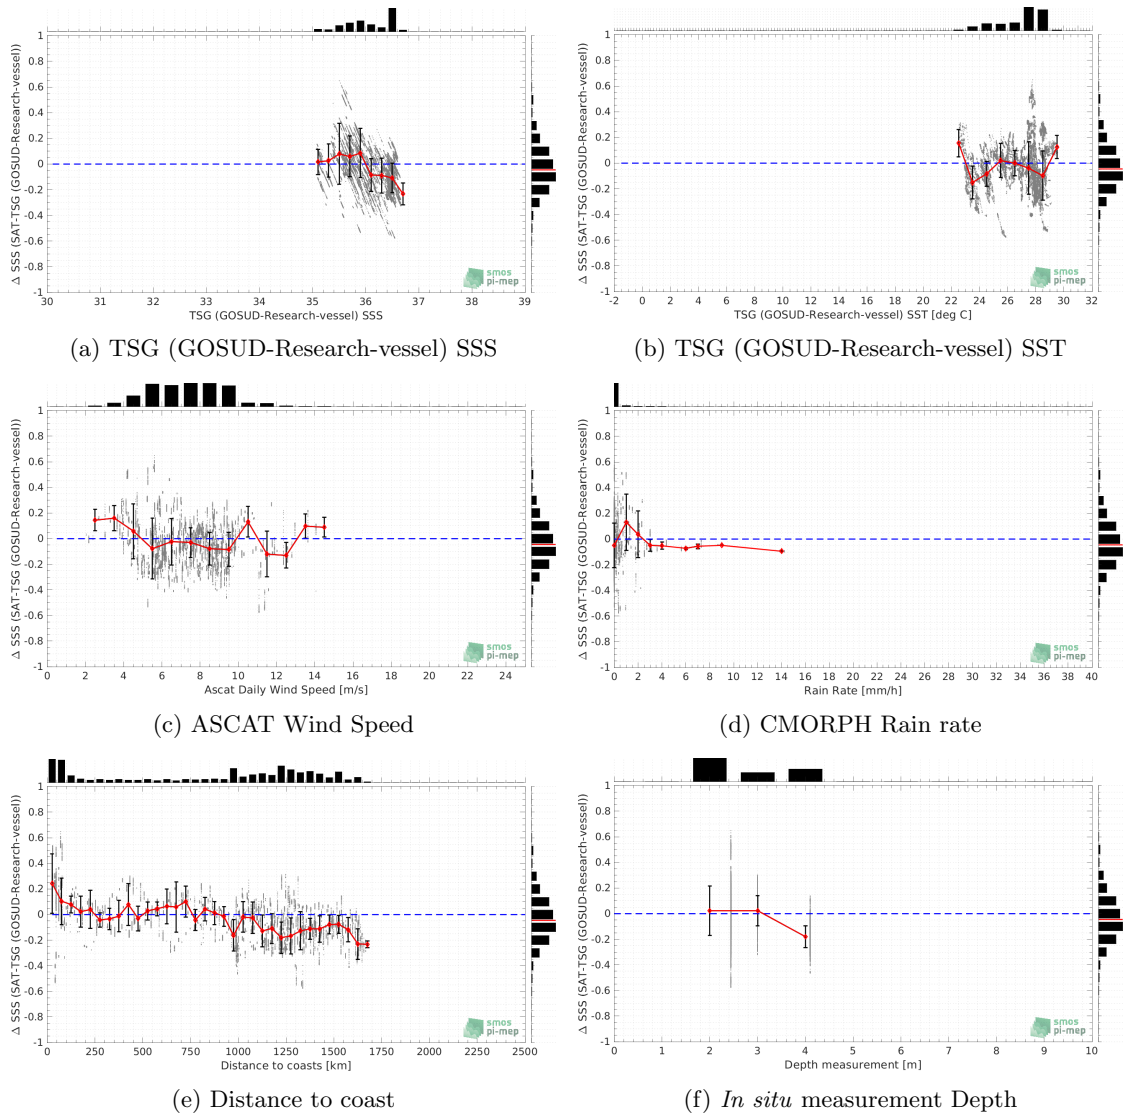 Δ SSS (SAT-TSG (GOSUD-Research-vessel))
1
0.8
0.6
0.4
0.2
0
-0.2
-0.4
-0.6
-0.8
-1
30 31 32 33 34 35 36 37 38 39
TSG (GOSUD-Research-vessel) SSS
smos
pi-mep
(a) TSG (GOSUD-Research-vessel) SSS
Δ SSS (SAT-TSG (GOSUD-Research-vessel))
1
0.8
0.6
0.4
0.2
0
-0.2
-0.4
-0.6
-0.8
-1
-2 0 2 4 6 8 10 12 14 16 18 20 22 24 26 28 30 32
TSG (GOSUD-Research-vessel) SST [deg C]
smos
pi-mep
(b) TSG (GOSUD-Research-vessel) SST
Δ SSS (SAT-TSG (GOSUD-Research-vessel))
1
0.8
0.6
0.4
0.2
0
-0.2
-0.4
-0.6
-0.8
-1
0 2 4 6 8 10 12 14 16 18 20 22 24
Ascat Daily Wind Speed [m/s]
smos
pi-mep
(c) ASCAT Wind Speed
Δ SSS (SAT-TSG (GOSUD-Research-vessel))
1
0.8
0.6
0.4
0.2
0
-0.2
-0.4
-0.6
-0.8
-1
0 2 4 6 8 10 12 14 16 18 20 22 24 26 28 30 32 34 36 38 40
Rain Rate [mm/h]
smos
pi-mep
(d) CMORPH Rain rate
Δ SSS (SAT-TSG (GOSUD-Research-vessel))
1
0.8
0.6
0.4
0.2
0
-0.2
-0.4
-0.6
-0.8
-1
0 250 500 750 1000 1250 1500 1750 2000 2250 2500
Distance to coasts [km]
smos
pi-mep
(e) Distance to coast
Δ SSS (SAT-TSG (GOSUD-Research-vessel))
1
0.8
0.6
0.4
0.2
0
-0.2
-0.4
-0.6
-0.8
-1
0 1 2 3 4 5 6 7 8 9 10
Depth measurement [m]
smos
pi-mep
(f) In situ measurement Depth